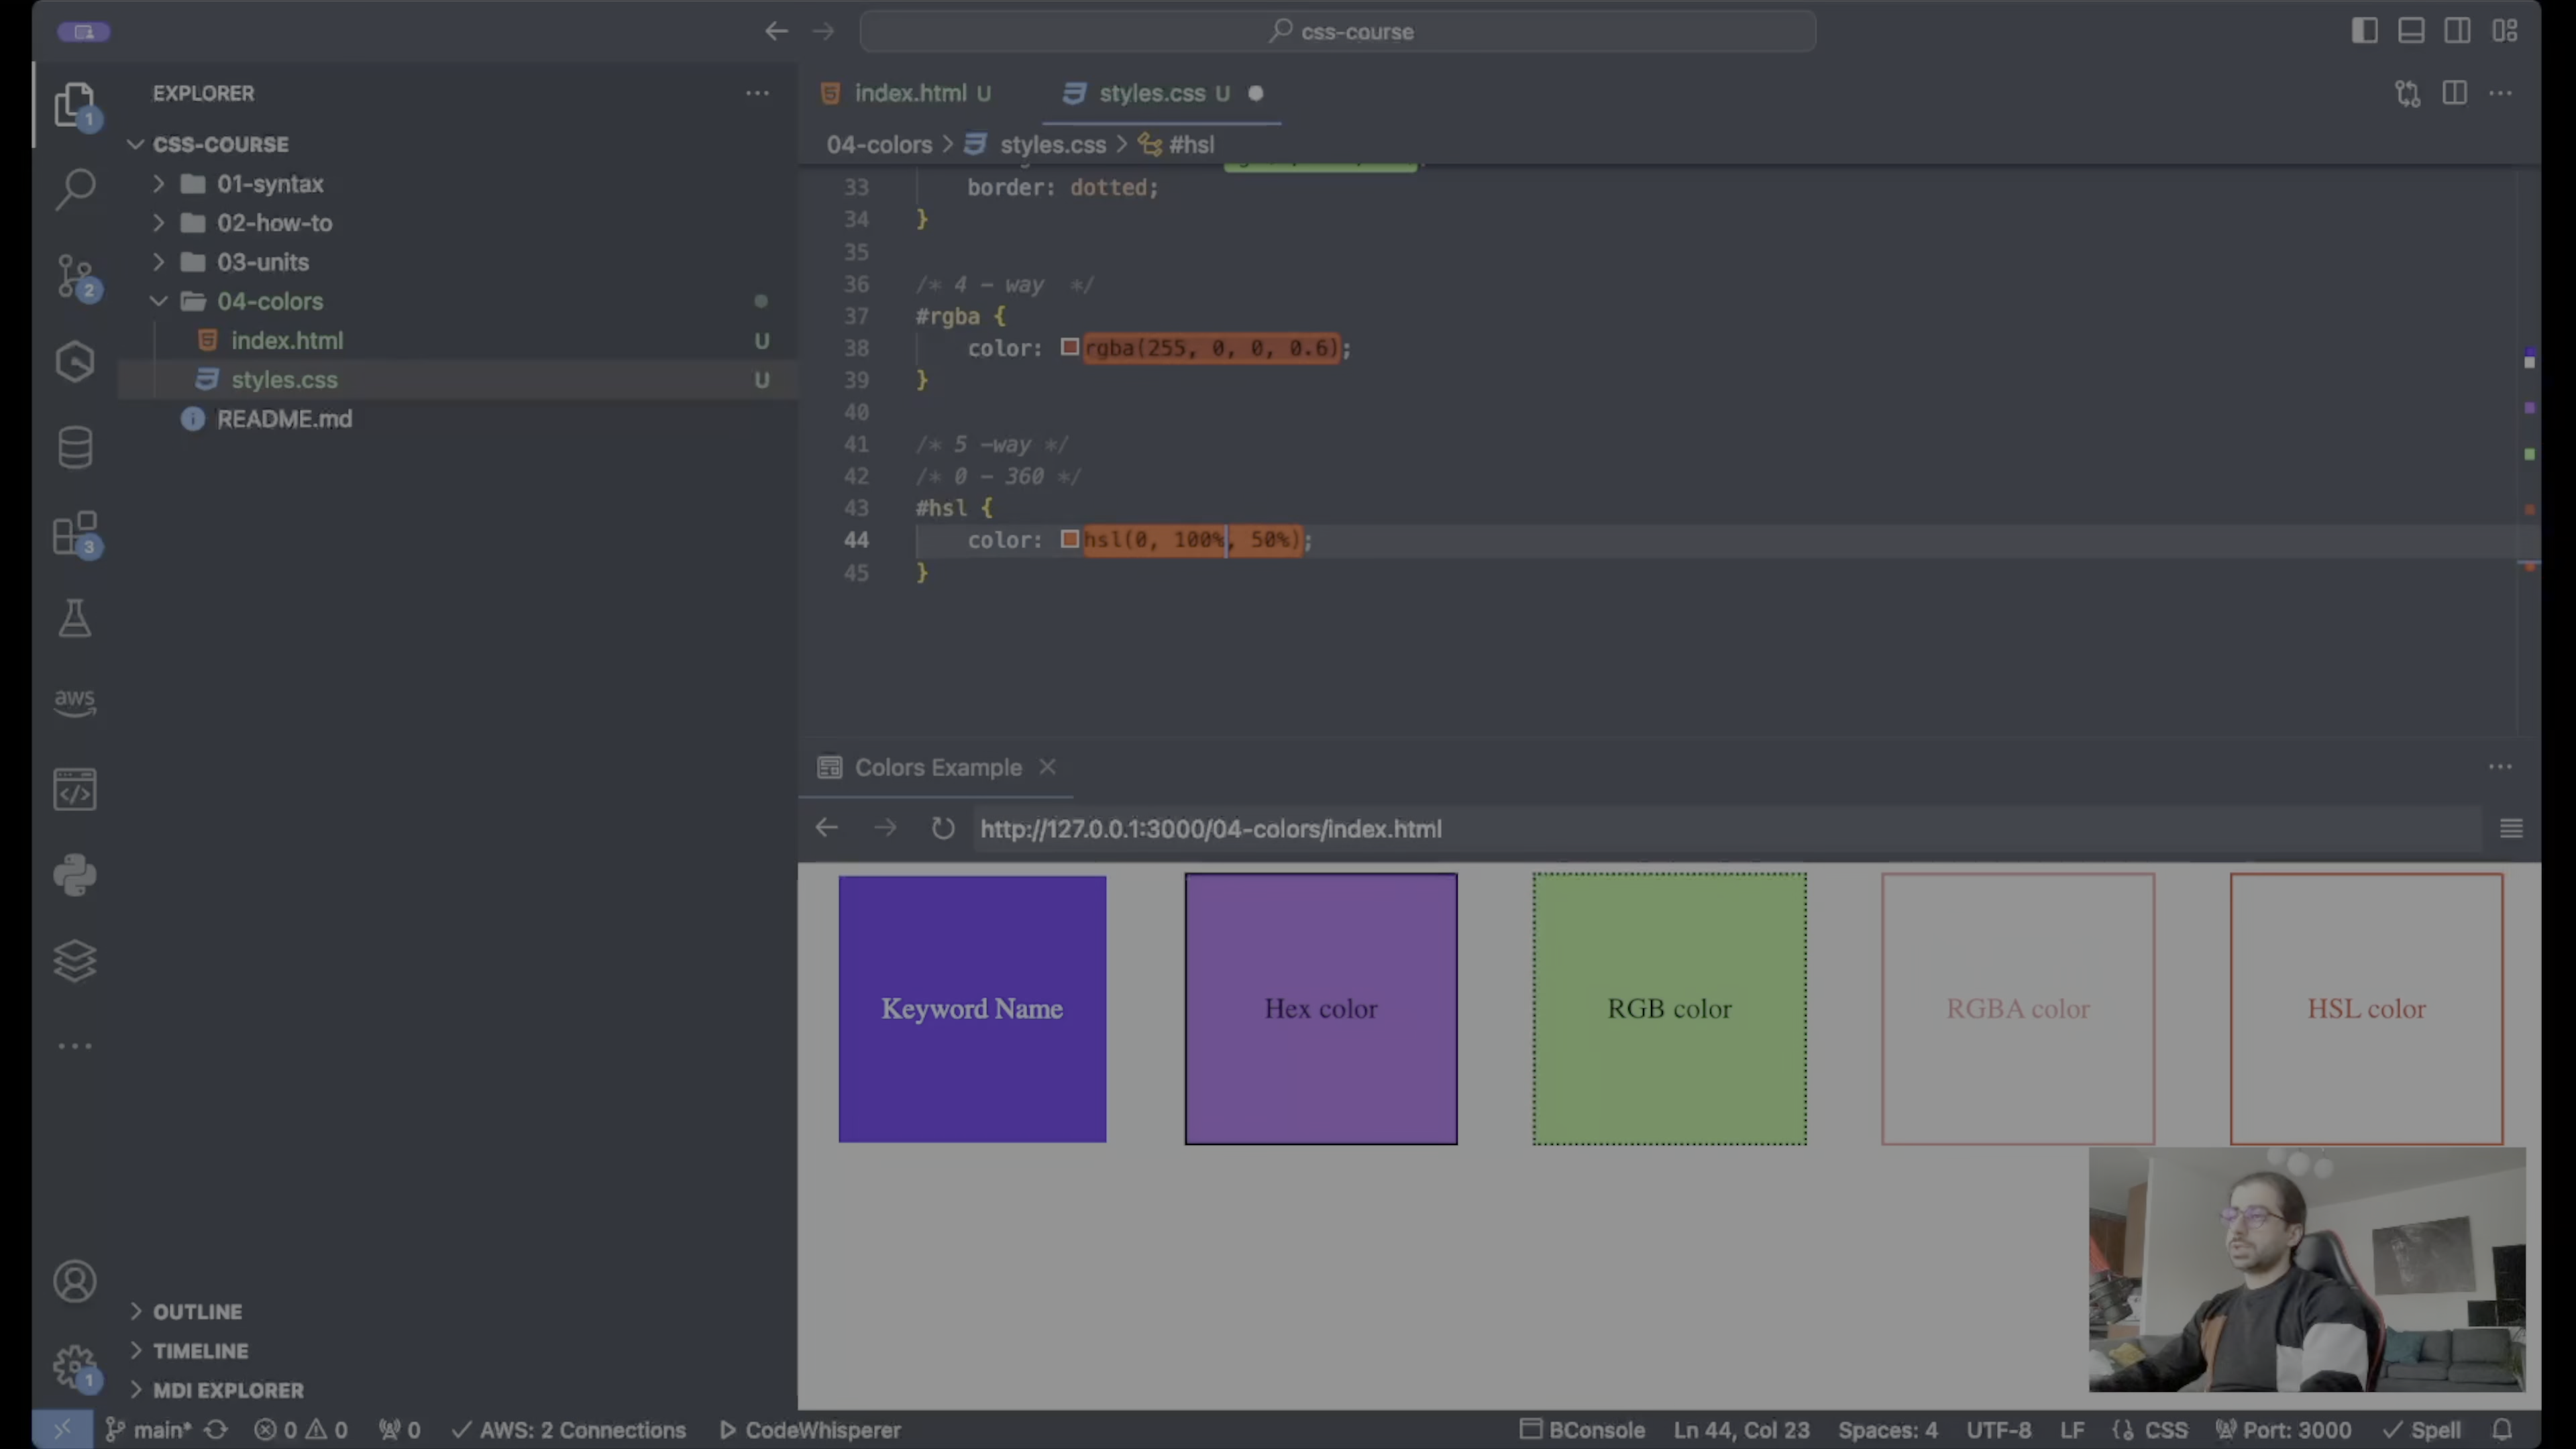 css-course
EXPLORER
CSS-COURSE
01-syntax
02-how-to
03-units
04-colors
index.html U
styles.css U
README.md
OUTLINE
TIMELINE
MDI EXPLORER
1
2
3
aws
1
index.html U
styles.css U
04-colors > styles.css > #hsl
33 border: dotted;
34 }
35
36 /* 4 - way */
37 #rgba {
38 color: rgba(255, 0, 0, 0.6);
39 }
40
41 /* 5 -way */
42 /* 0 - 360 */
43 #hsl {
44 color: hsl(0, 100%, 50%);
45 }
Colors Example
http://127.0.0.1:3000/04-colors/index.html
Keyword Name
Hex color
RGB color
RGBA color
HSL color
main* 0 0 0 AWS: 2 Connections CodeWhisperer BConsole Ln 44, Col 23 Spaces: 4 UTF-8 LF {} CSS Port: 3000 Spell